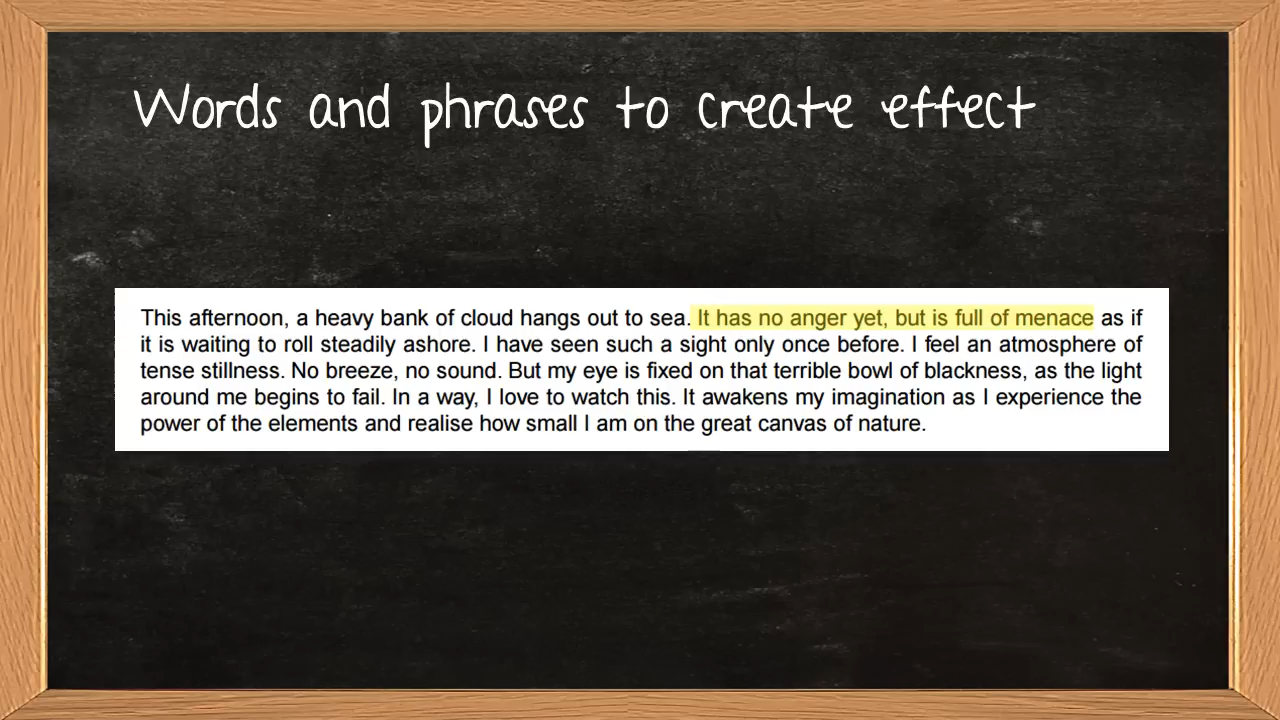 Words and phrases to create effect
This afternoon, a heavy bank of cloud hangs out to sea. It has no anger yet, but is full of menace as if
it is waiting to roll steadily ashore. I have seen such a sight only once before. I feel an atmosphere of
tense stillness. No breeze, no sound. But my eye is fixed on that terrible bowl of blackness, as the light
around me begins to fail. In a way, I love to watch this. It awakens my imagination as I experience the
power of the elements and realise how small I am on the great canvas of nature.